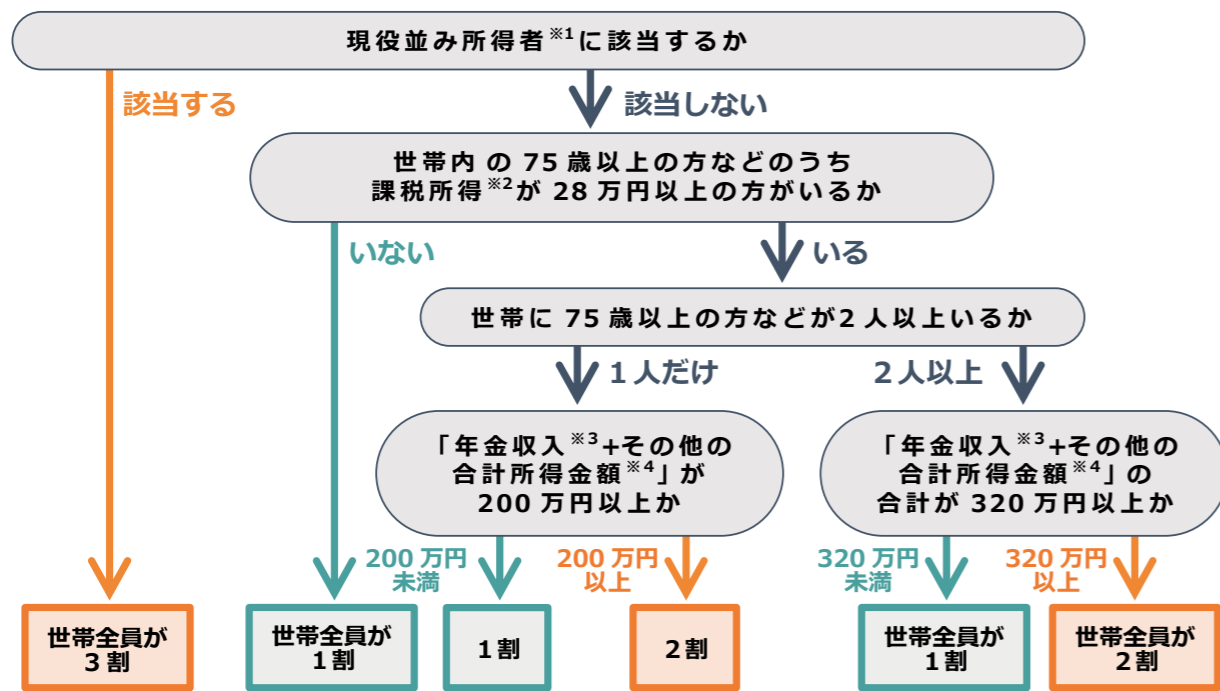 現役並み所得者※1に該当するか
該当する
該当しない
世帯内の75歳以上の方などのうち
課税所得※2が28万円以上の方がいるか
いない
いる
世帯に75歳以上の方などが2人以上いるか
1人だけ
2人以上
「年金収入※3+その他の
合計所得金額※4」が
200万円以上か
「年金収入※3+その他の
合計所得金額※4」の
合計が320万円以上か
200万円
未満
200万円
以上
320万円
未満
320万円
以上
世帯全員が
3割
世帯全員が
1割
1割
2割
世帯全員が
1割
世帯全員が
2割